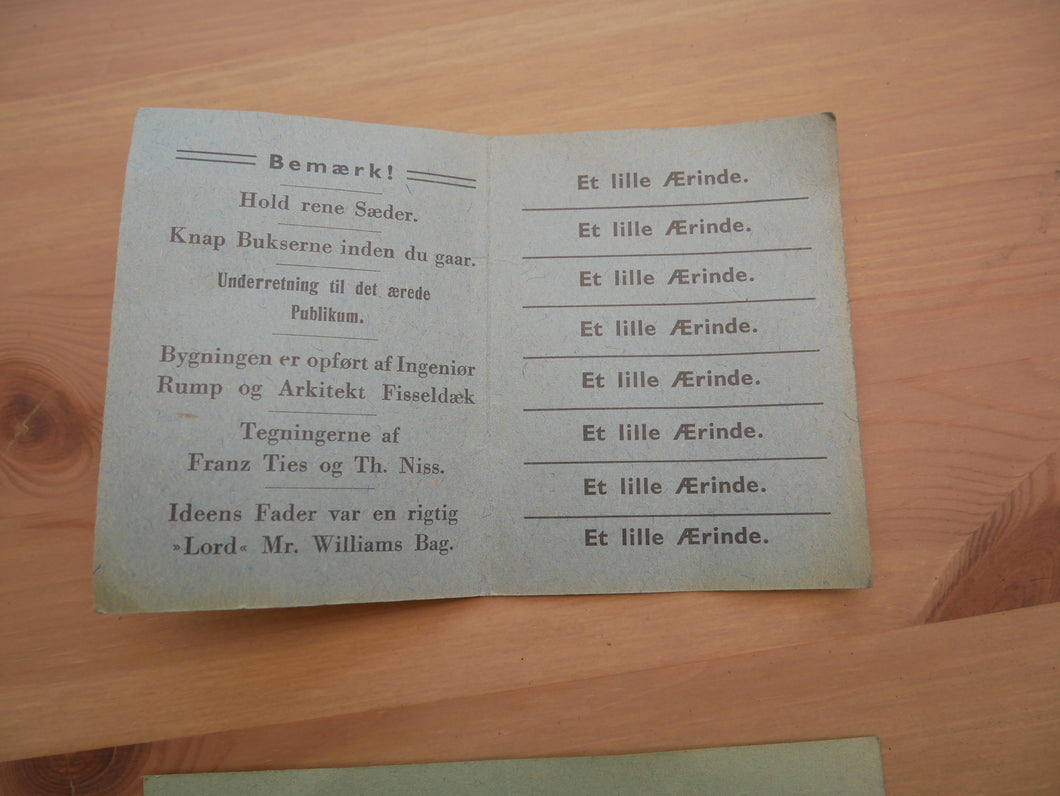 Bemærk!
Hold rene Sæder.
Knap Bukserne inden du gaar.
Underretning til det ærede
Publikum.
Bygningen er opført af Ingeniør
Rump og Arkitekt Fisseldæk
Tegningerne af
Franz Ties og Th. Niss.
Ideens Fader var en rigtig
»Lord« Mr. Williams Bag.
Et lille Ærinde.
Et lille Ærinde.
Et lille Ærinde.
Et lille Ærinde.
Et lille Ærinde.
Et lille Ærinde.
Et lille Ærinde.
Et lille Ærinde.